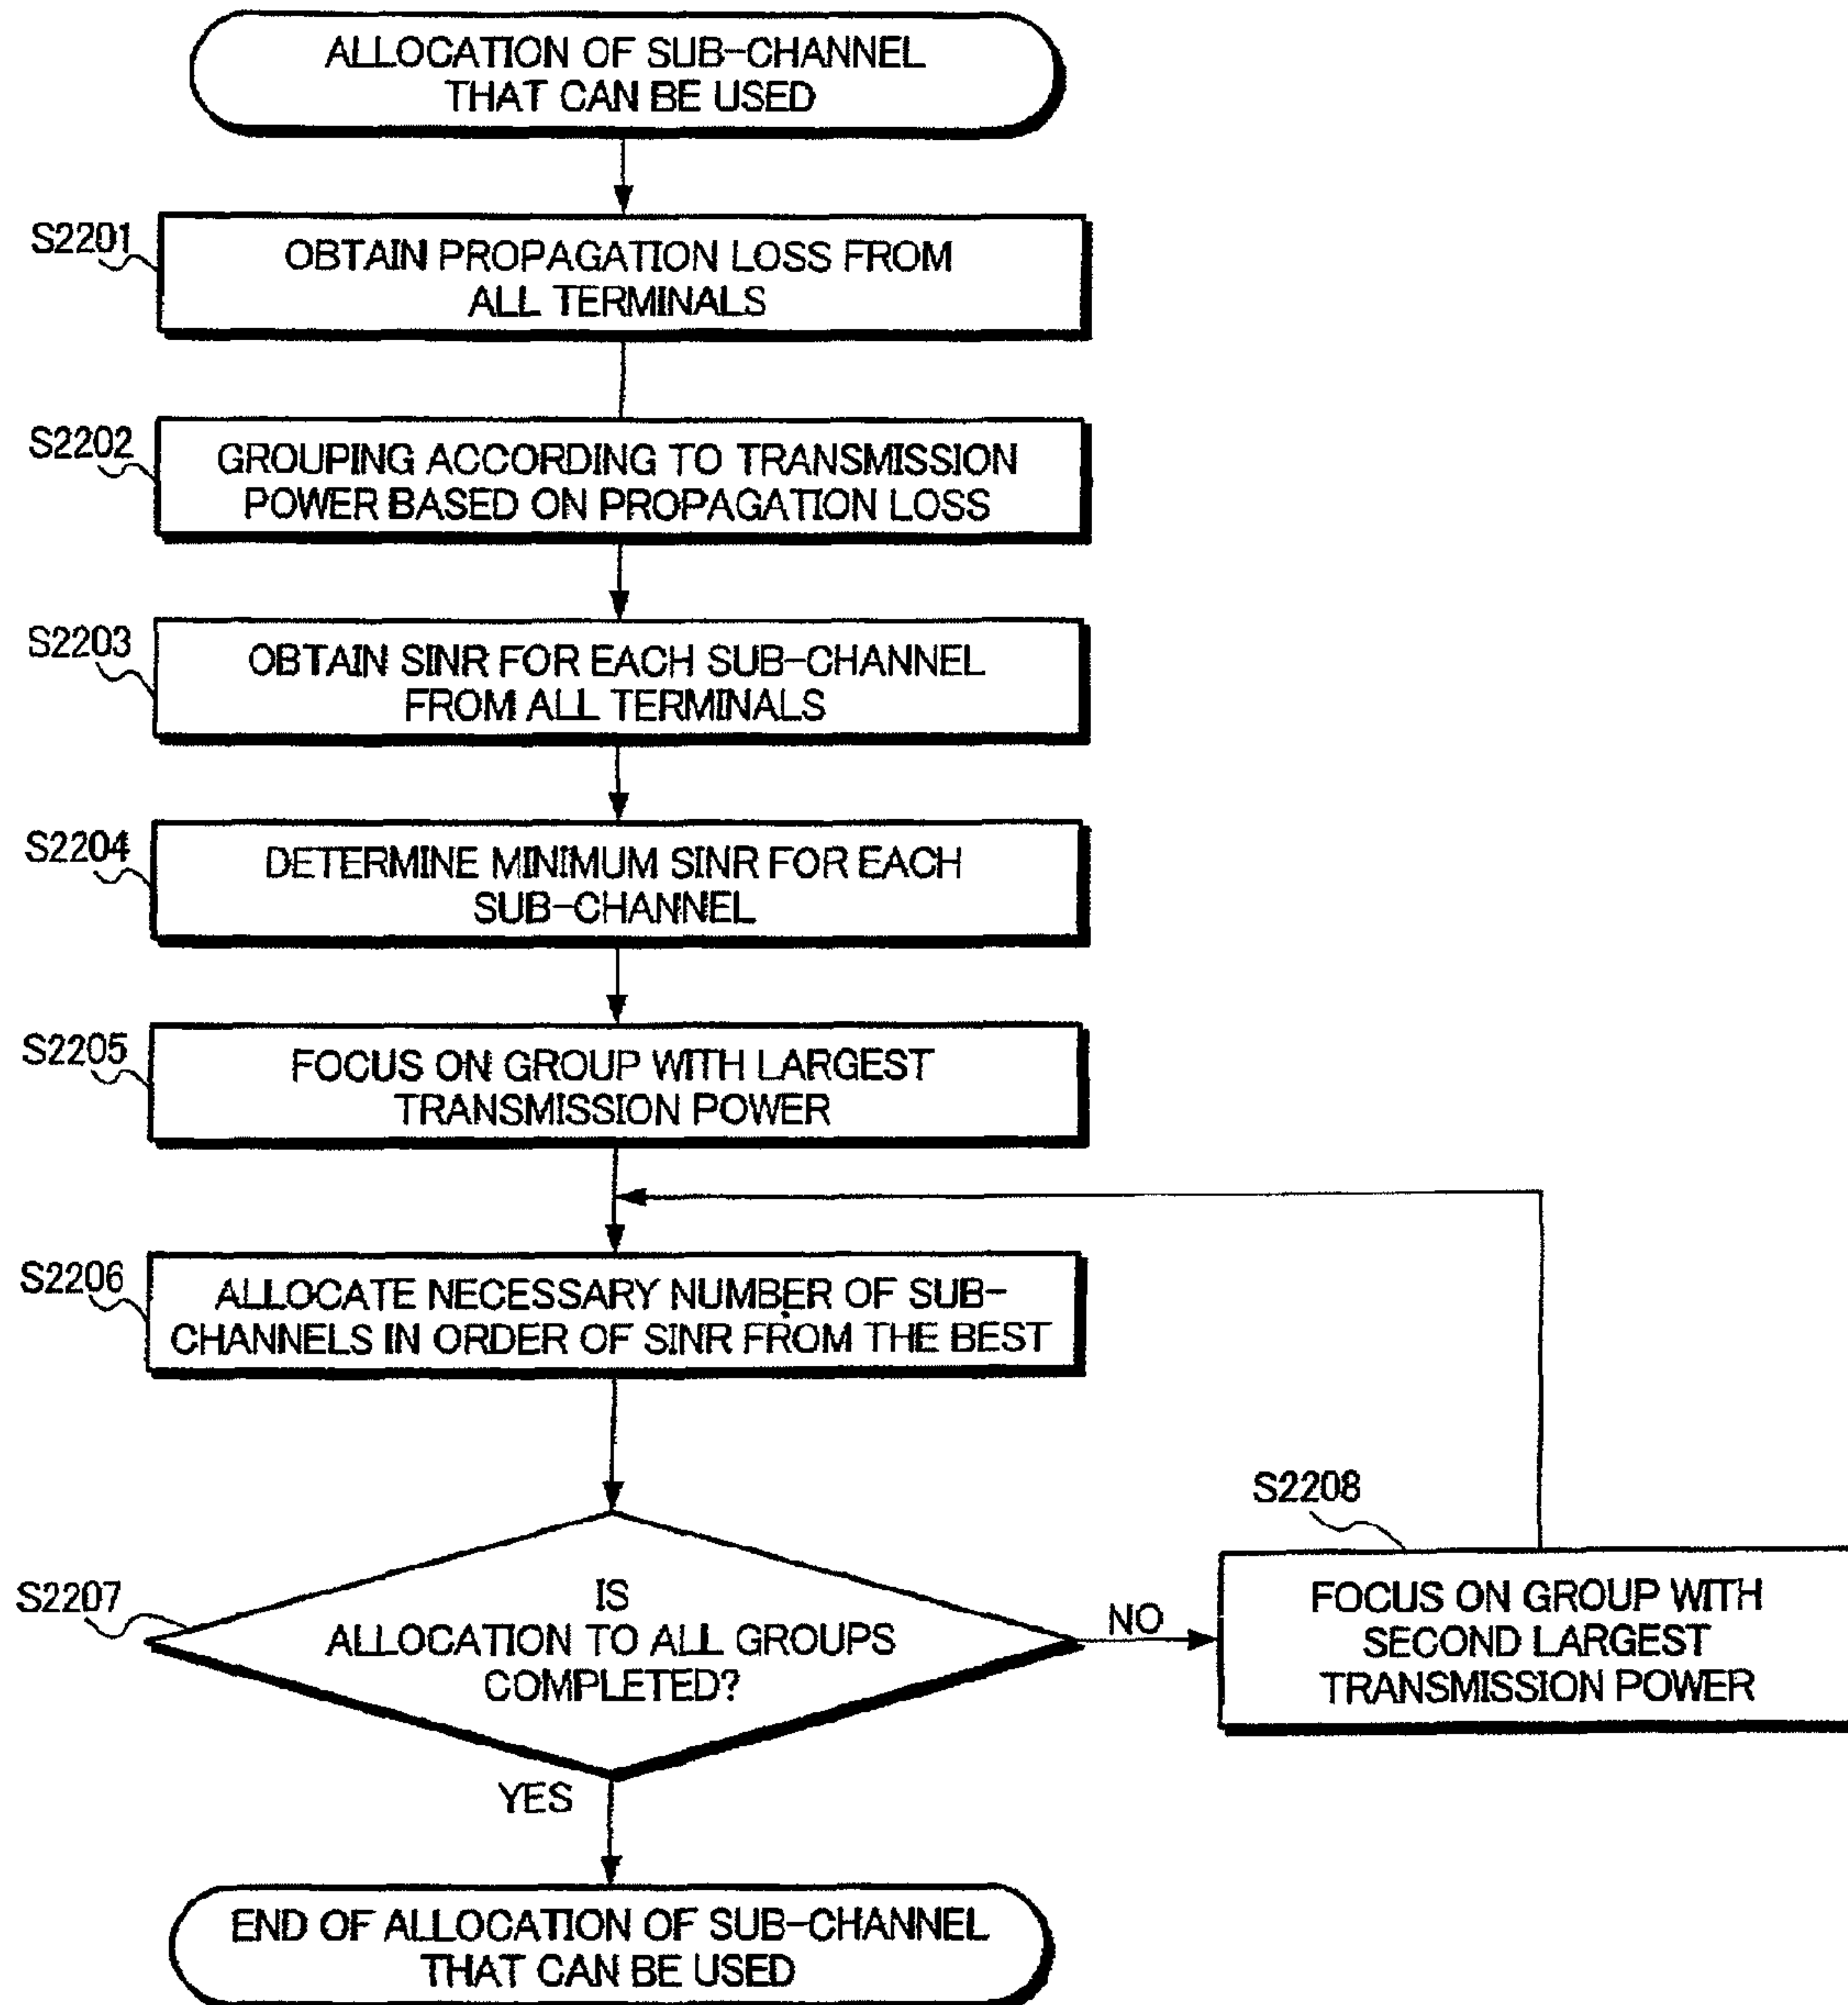 ALLOCATION OF SUB-CHANNEL
THAT CAN BE USED
S2201
OBTAIN PROPAGATION LOSS FROM
ALL TERMINALS
S2202
GROUPING ACCORDING TO TRANSMISSION
POWER BASED ON PROPAGATION LOSS
S2203
OBTAIN SINR FOR EACH SUB-CHANNEL
FROM ALL TERMINALS
S2204
DETERMINE MINIMUM SINR FOR EACH
SUB-CHANNEL
S2205
FOCUS ON GROUP WITH LARGEST
TRANSMISSION POWER
S2206
ALLOCATE NECESSARY NUMBER OF SUB-
CHANNELS IN ORDER OF SINR FROM THE BEST
S2207
IS
ALLOCATION TO ALL GROUPS
COMPLETED?
NO
S2208
FOCUS ON GROUP WITH
SECOND LARGEST
TRANSMISSION POWER
YES
END OF ALLOCATION OF SUB-CHANNEL
THAT CAN BE USED